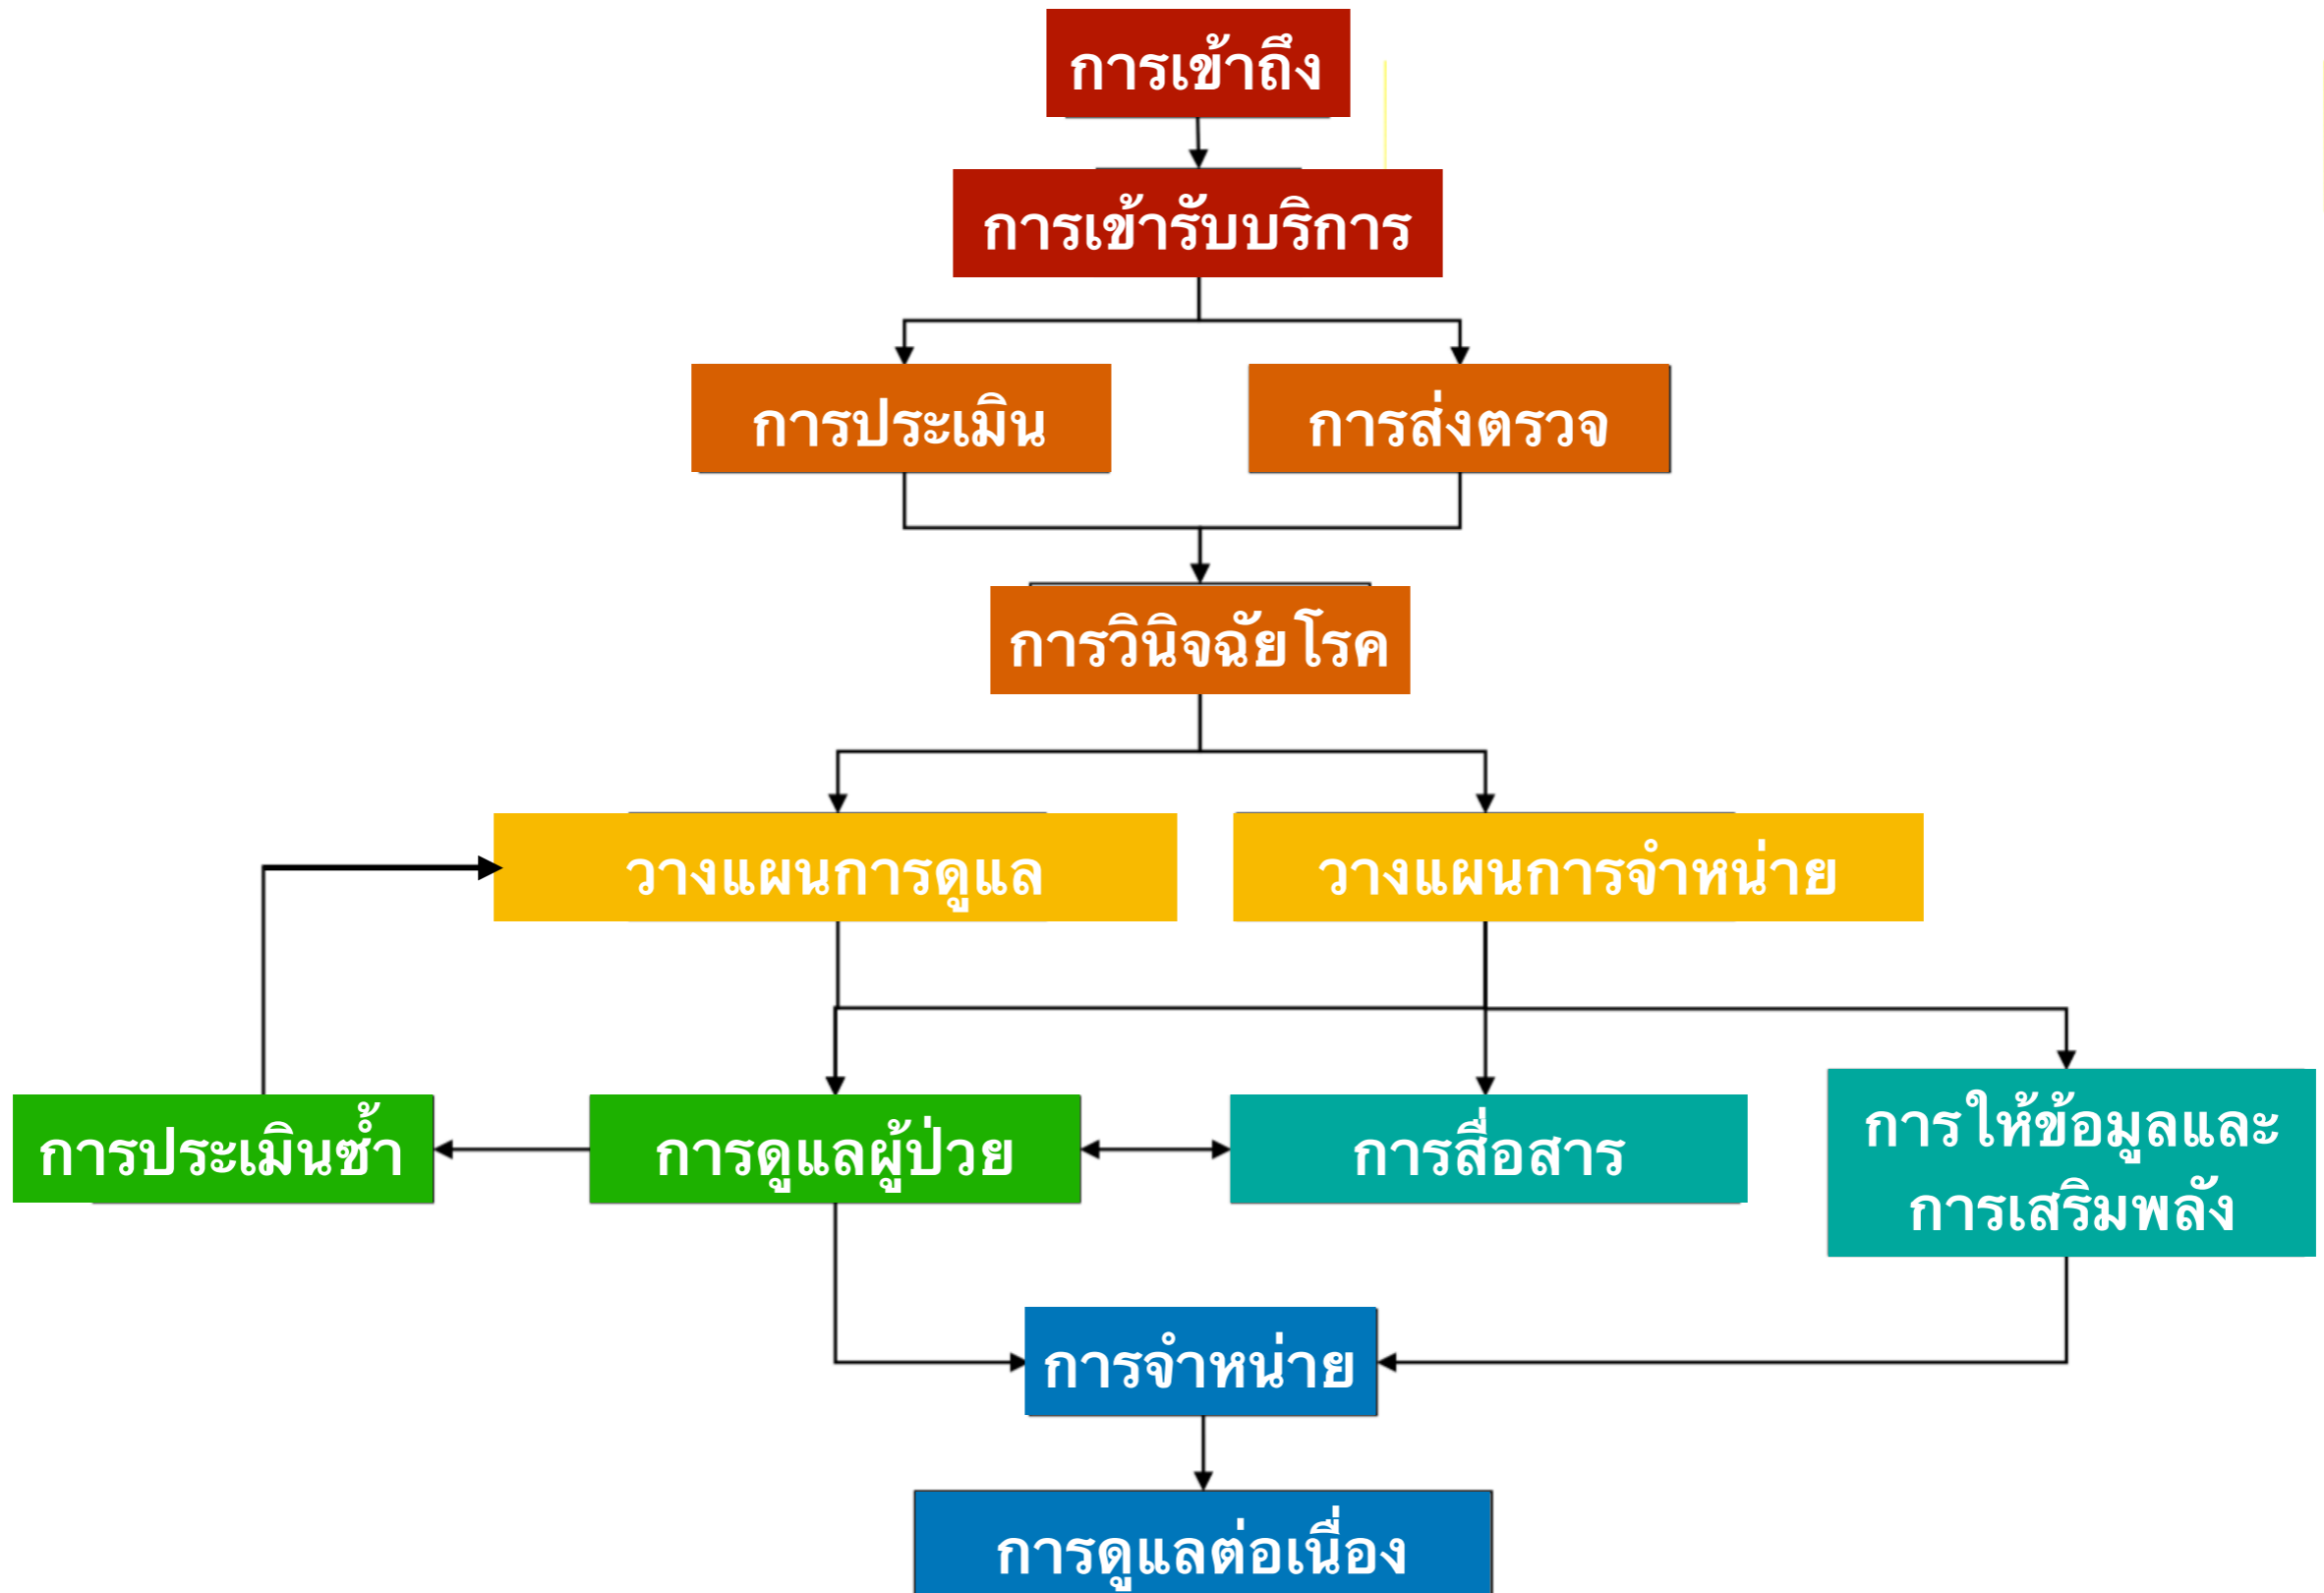 การเข้าถึง
การเข้ารับบริการ
การประเมิน
การส่งตรวจ
การวินิจฉัยโรค
วางแผนการดูแล
วางแผนการจำหน่าย
การประเมินซ้ำ
การดูแลผู้ป่วย
การสื่อสาร
การให้ข้อมูลและ
การเสริมพลัง
การจำหน่าย
การดูแลต่อเนื่อง